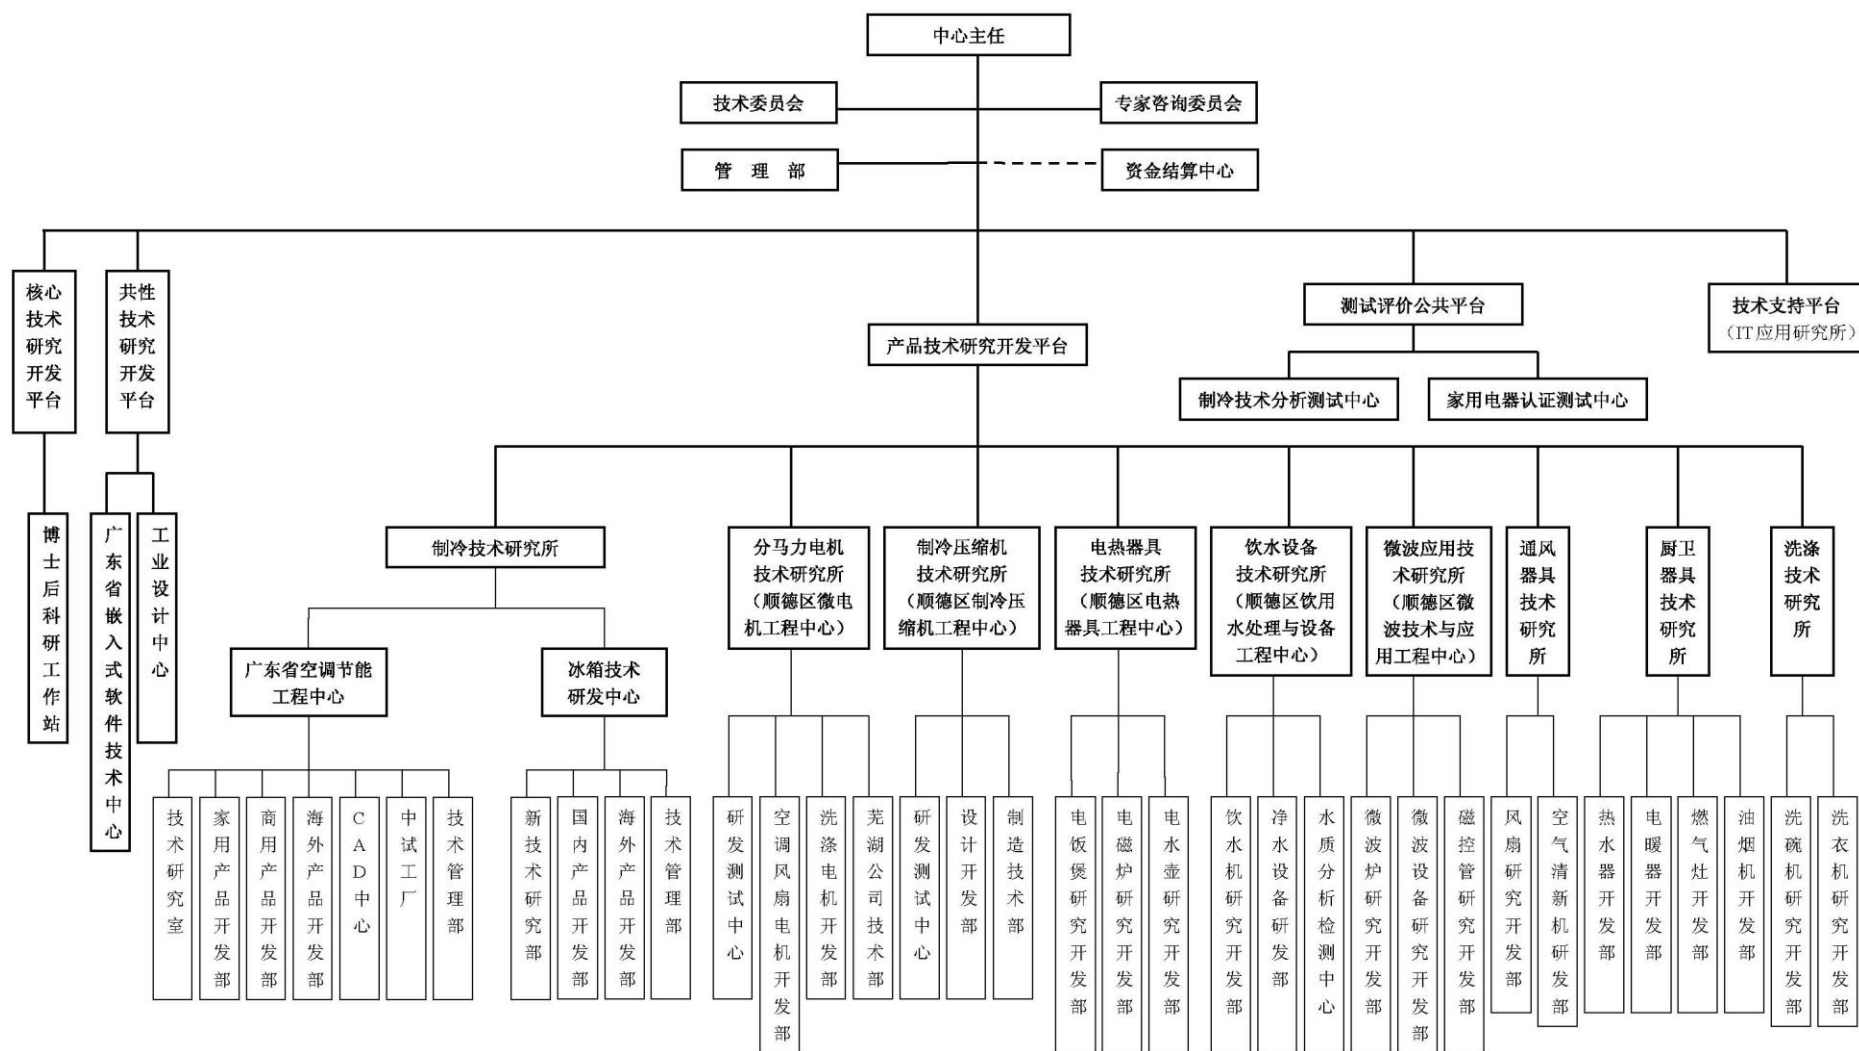 中心主任
技术委员会
专家咨询委员会
管 理 部
资金结算中心
核心
技术
研究
开发
平台
共性
技术
研究
开发
平台
产品技术研究开发平台
测试评价公共平台
技术支持平台
（IT应用研究所）
制冷技术分析测试中心
家用电器认证测试中心
博士后科研工作站
广东省嵌入式软件技术中心
工业设计中心
制冷技术研究所
分马力电机
技术研究所
（顺德区微电
机工程中心）
制冷压缩机
技术研究所
（顺德区制冷压
缩机工程中心）
电热器具
技术研究所
（顺德区电热
器具工程中心）
饮水设备
技术研究所
（顺德区饮用
水处理与设备
工程中心）
微波应用技
术研究所
（顺德区微
波技术与应
用工程中心）
通风
器具
技术
研究
所
厨卫
器具
技术
研究
所
洗涤
技术
研究
所
广东省空调节能
工程中心
冰箱技术
研发中心
技术研究室
家用产品开发部
商用产品开发部
海外产品开发部
CAD中心
中试工厂
技术管理部
新技术研究部
国内产品开发部
海外产品开发部
技术管理部
研发测试中心
空调风扇电机开发部
洗涤电机开发部
芜湖公司技术部
研发测试中心
设计开发部
制造技术部
电饭煲研究开发部
电磁炉研究开发部
电水壶研究开发部
饮水机研究开发部
净水设备研发部
水质分析检测中心
微波炉研究开发部
微波设备研究开发部
磁控管研究开发部
风扇研究开发部
空气清新机研发部
热水器开发部
电暖器开发部
燃气灶开发部
油烟机开发部
洗碗机研究开发部
洗衣机研究开发部